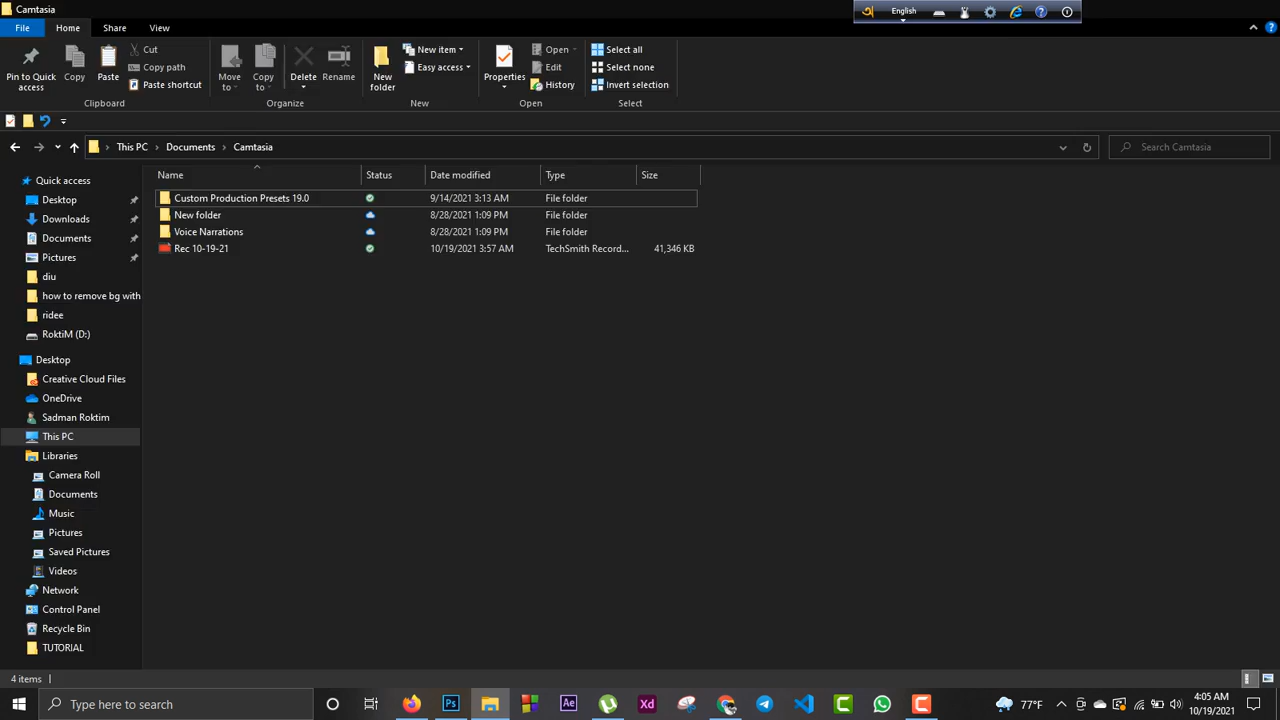 Camtasia
অ English
File Home Share View
Pin to Quick access
Copy
Paste
Cut
Copy path
Paste shortcut
Clipboard
Move to
Copy to
Delete
Rename
Organize
New folder
New item
Easy access
New
Properties
Open
Edit
History
Open
Select all
Select none
Invert selection
Select
This PC > Documents > Camtasia
Search Camtasia
Name Status Date modified Type Size
Custom Production Presets 19.0 9/14/2021 3:13 AM File folder
New folder 8/28/2021 1:09 PM File folder
Voice Narrations 8/28/2021 1:09 PM File folder
Rec 10-19-21 10/19/2021 3:57 AM TechSmith Record... 41,346 KB
Quick access
Desktop
Downloads
Documents
Pictures
diu
how to remove bg with
ridee
RoktiM (D:)
Desktop
Creative Cloud Files
OneDrive
Sadman Roktim
This PC
Libraries
Camera Roll
Documents
Music
Pictures
Saved Pictures
Videos
Network
Control Panel
Recycle Bin
TUTORIAL
4 items
Type here to search
Ps
Ae
Xd
C
C
77°F
4:05 AM
10/19/2021